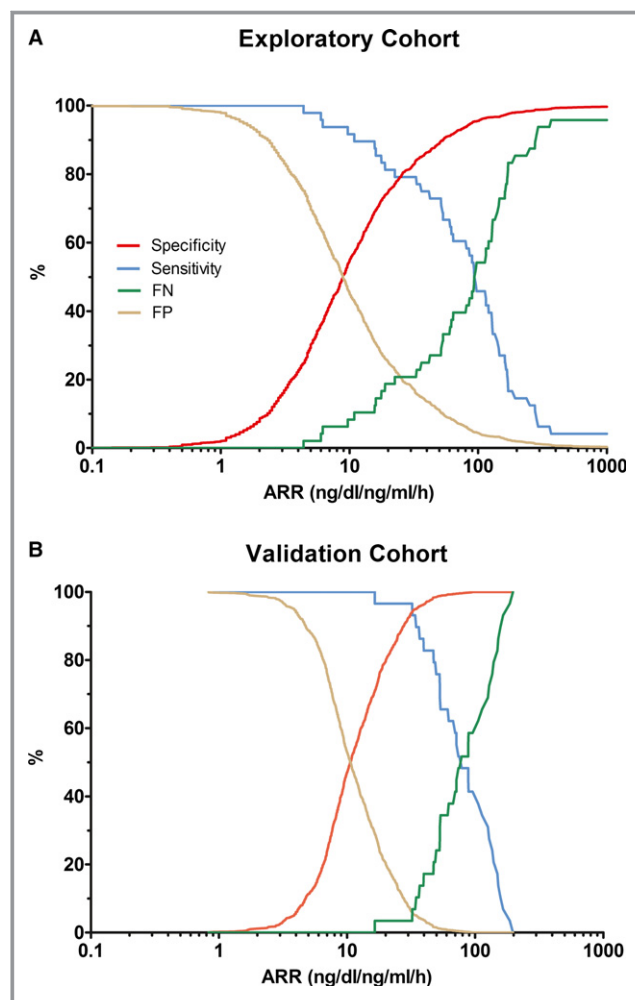 A
Exploratory Cohort
100
80
60
40
20
0
%
Specificity
Sensitivity
FN
FP
0.1 1 10 100 1000
ARR (ng/dl/ng/ml/h)
B
Validation Cohort
100
80
60
40
20
0
%
0.1 1 10 100 1000
ARR (ng/dl/ng/ml/h)